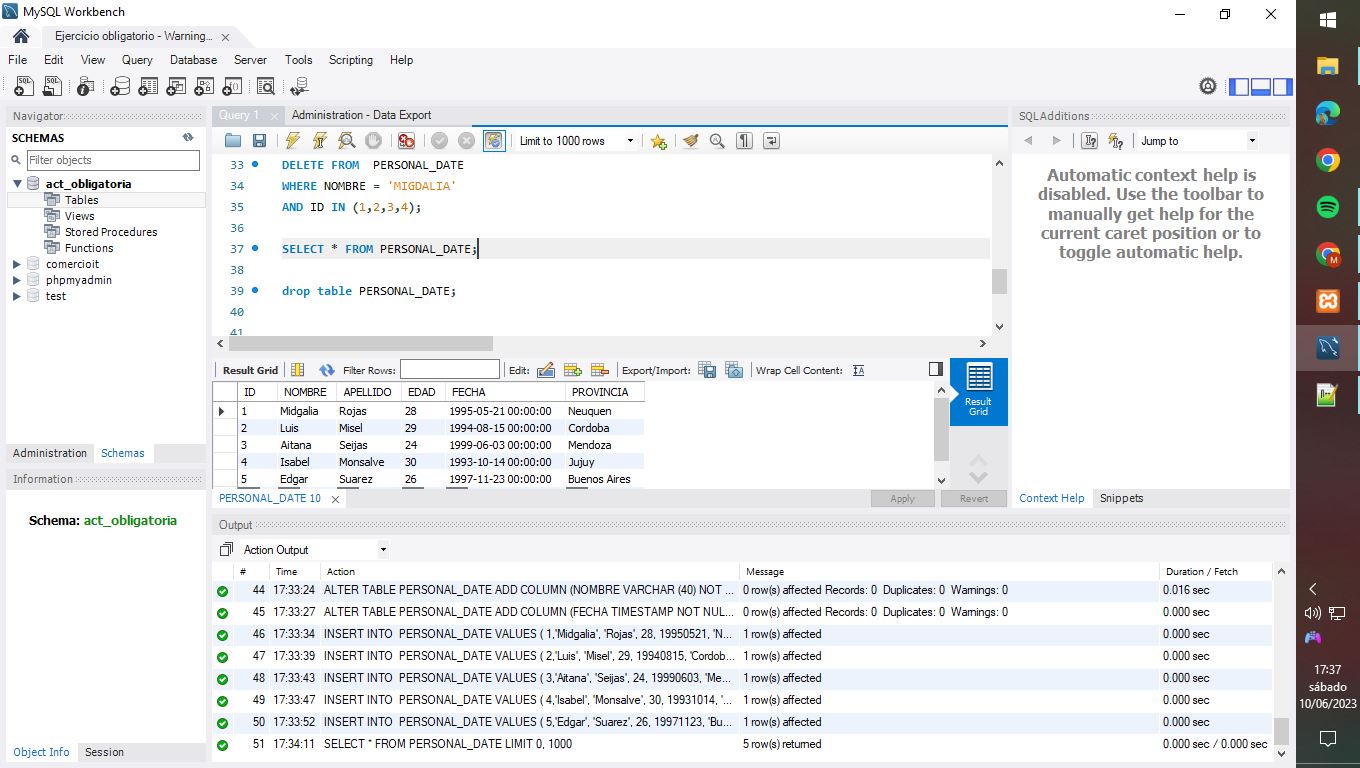 MySQL Workbench
Ejercicio obligatorio - Warning... x
File Edit View Query Database Server Tools Scripting Help
Navigator
SCHEMAS
Filter objects
act_obligatoria
Tables
Views
Stored Procedures
Functions
comercioit
phpmyadmin
test
Administration Schemas
Information
Schema: act_obligatoria
Object Info Session
Query 1 x Administration - Data Export
Limit to 1000 rows
33 DELETE FROM PERSONAL_DATE
34 WHERE NOMBRE = 'MIGDALIA'
35 AND ID IN (1,2,3,4);
36
37 SELECT * FROM PERSONAL_DATE;
38
39 drop table PERSONAL_DATE;
40
41
Result Grid Filter Rows: Edit: Export/Import: Wrap Cell Content: IA
ID NOMBRE APELLIDO EDAD FECHA PROVINCIA
1 Midgalia Rojas 28 1995-05-21 00:00:00 Neuquen
2 Luis Misel 29 1994-08-15 00:00:00 Cordoba
3 Aitana Seijas 24 1999-06-03 00:00:00 Mendoza
4 Isabel Monsalve 30 1993-10-14 00:00:00 Jujuy
5 Edgar Suarez 26 1997-11-23 00:00:00 Buenos Aires
Result
Grid
PERSONAL_DATE 10 x Apply Revert
SQLAdditions
Jump to
Automatic context help is
disabled. Use the toolbar to
manually get help for the
current caret position or to
toggle automatic help.
Context Help Snippets
Output
Action Output
# Time Action Message Duration / Fetch
44 17:33:24 ALTER TABLE PERSONAL_DATE ADD COLUMN (NOMBRE VARCHAR (40) NOT ... 0 row(s) affected Records: 0 Duplicates: 0 Warnings: 0 0.016 sec
45 17:33:27 ALTER TABLE PERSONAL_DATE ADD COLUMN (FECHA TIMESTAMP NOT NUL... 0 row(s) affected Records: 0 Duplicates: 0 Warnings: 0 0.000 sec
46 17:33:34 INSERT INTO PERSONAL_DATE VALUES ( 1,'Midgalia', 'Rojas', 28, 19950521, 'N... 1 row(s) affected 0.000 sec
47 17:33:39 INSERT INTO PERSONAL_DATE VALUES ( 2,'Luis', 'Misel', 29, 19940815, 'Cordob... 1 row(s) affected 0.000 sec
48 17:33:43 INSERT INTO PERSONAL_DATE VALUES ( 3,'Aitana', 'Seijas', 24, 19990603, 'Me... 1 row(s) affected 0.000 sec
49 17:33:47 INSERT INTO PERSONAL_DATE VALUES ( 4,'Isabel', 'Monsalve', 30, 19931014, '... 1 row(s) affected 0.000 sec
50 17:33:52 INSERT INTO PERSONAL_DATE VALUES ( 5,'Edgar', 'Suarez', 26, 19971123, 'Bu... 1 row(s) affected 0.000 sec
51 17:34:11 SELECT * FROM PERSONAL_DATE LIMIT 0, 1000 5 row(s) returned 0.000 sec / 0.000 sec
17:37
sábado
10/06/2023